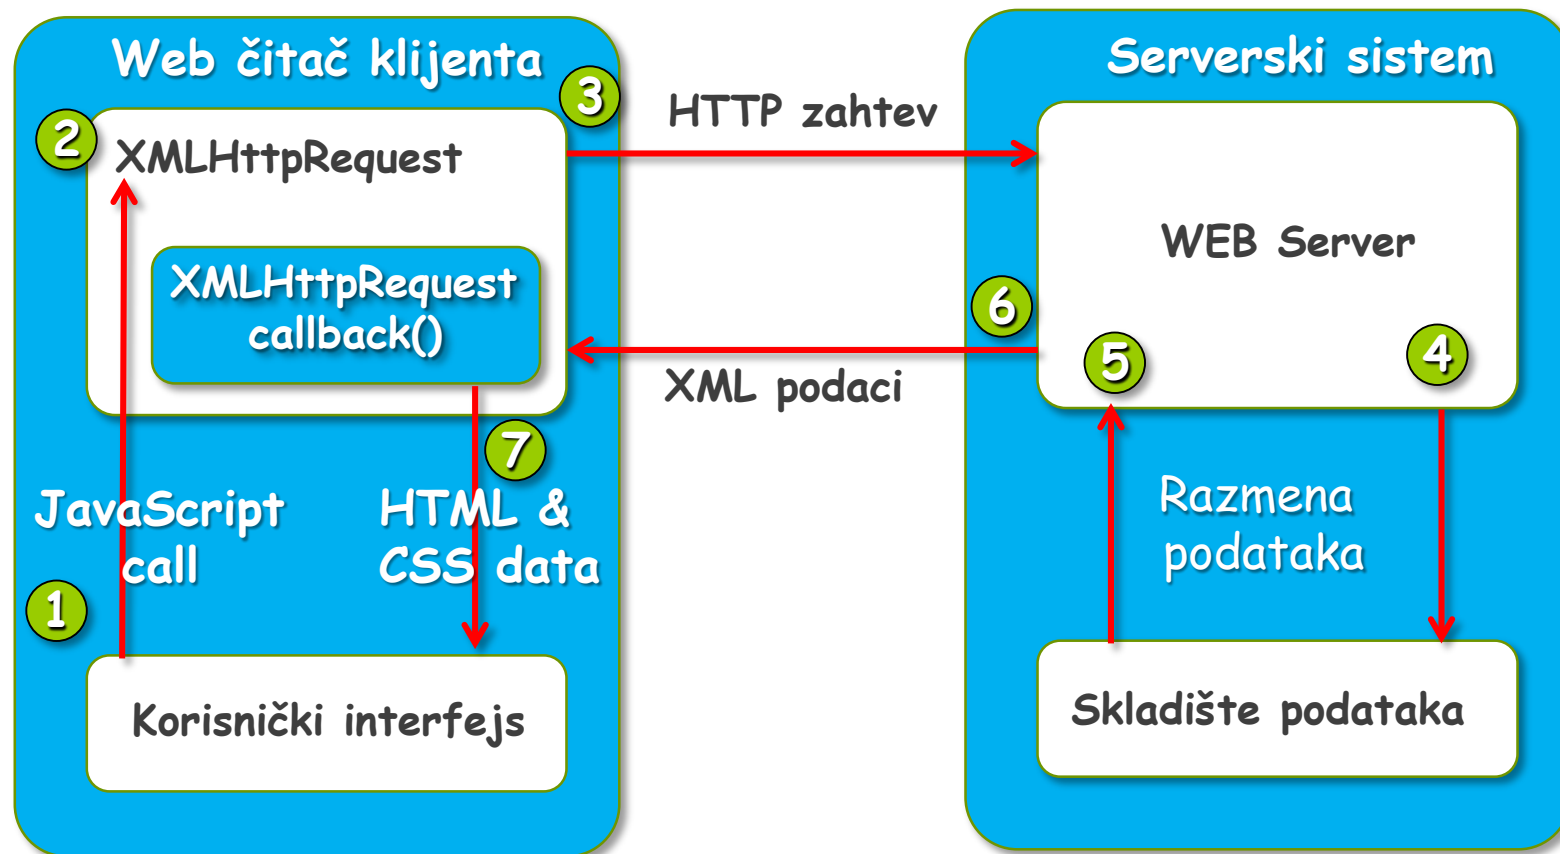 Web čitač klijenta
2
3
XMLHttpRequest
XMLHttpRequest
callback()
7
JavaScript
call
HTML &
CSS data
1
Korisnički interfejs
HTTP zahtev
XML podaci
Serverski sistem
WEB Server
6
5
4
Razmena
podataka
Skladište podataka